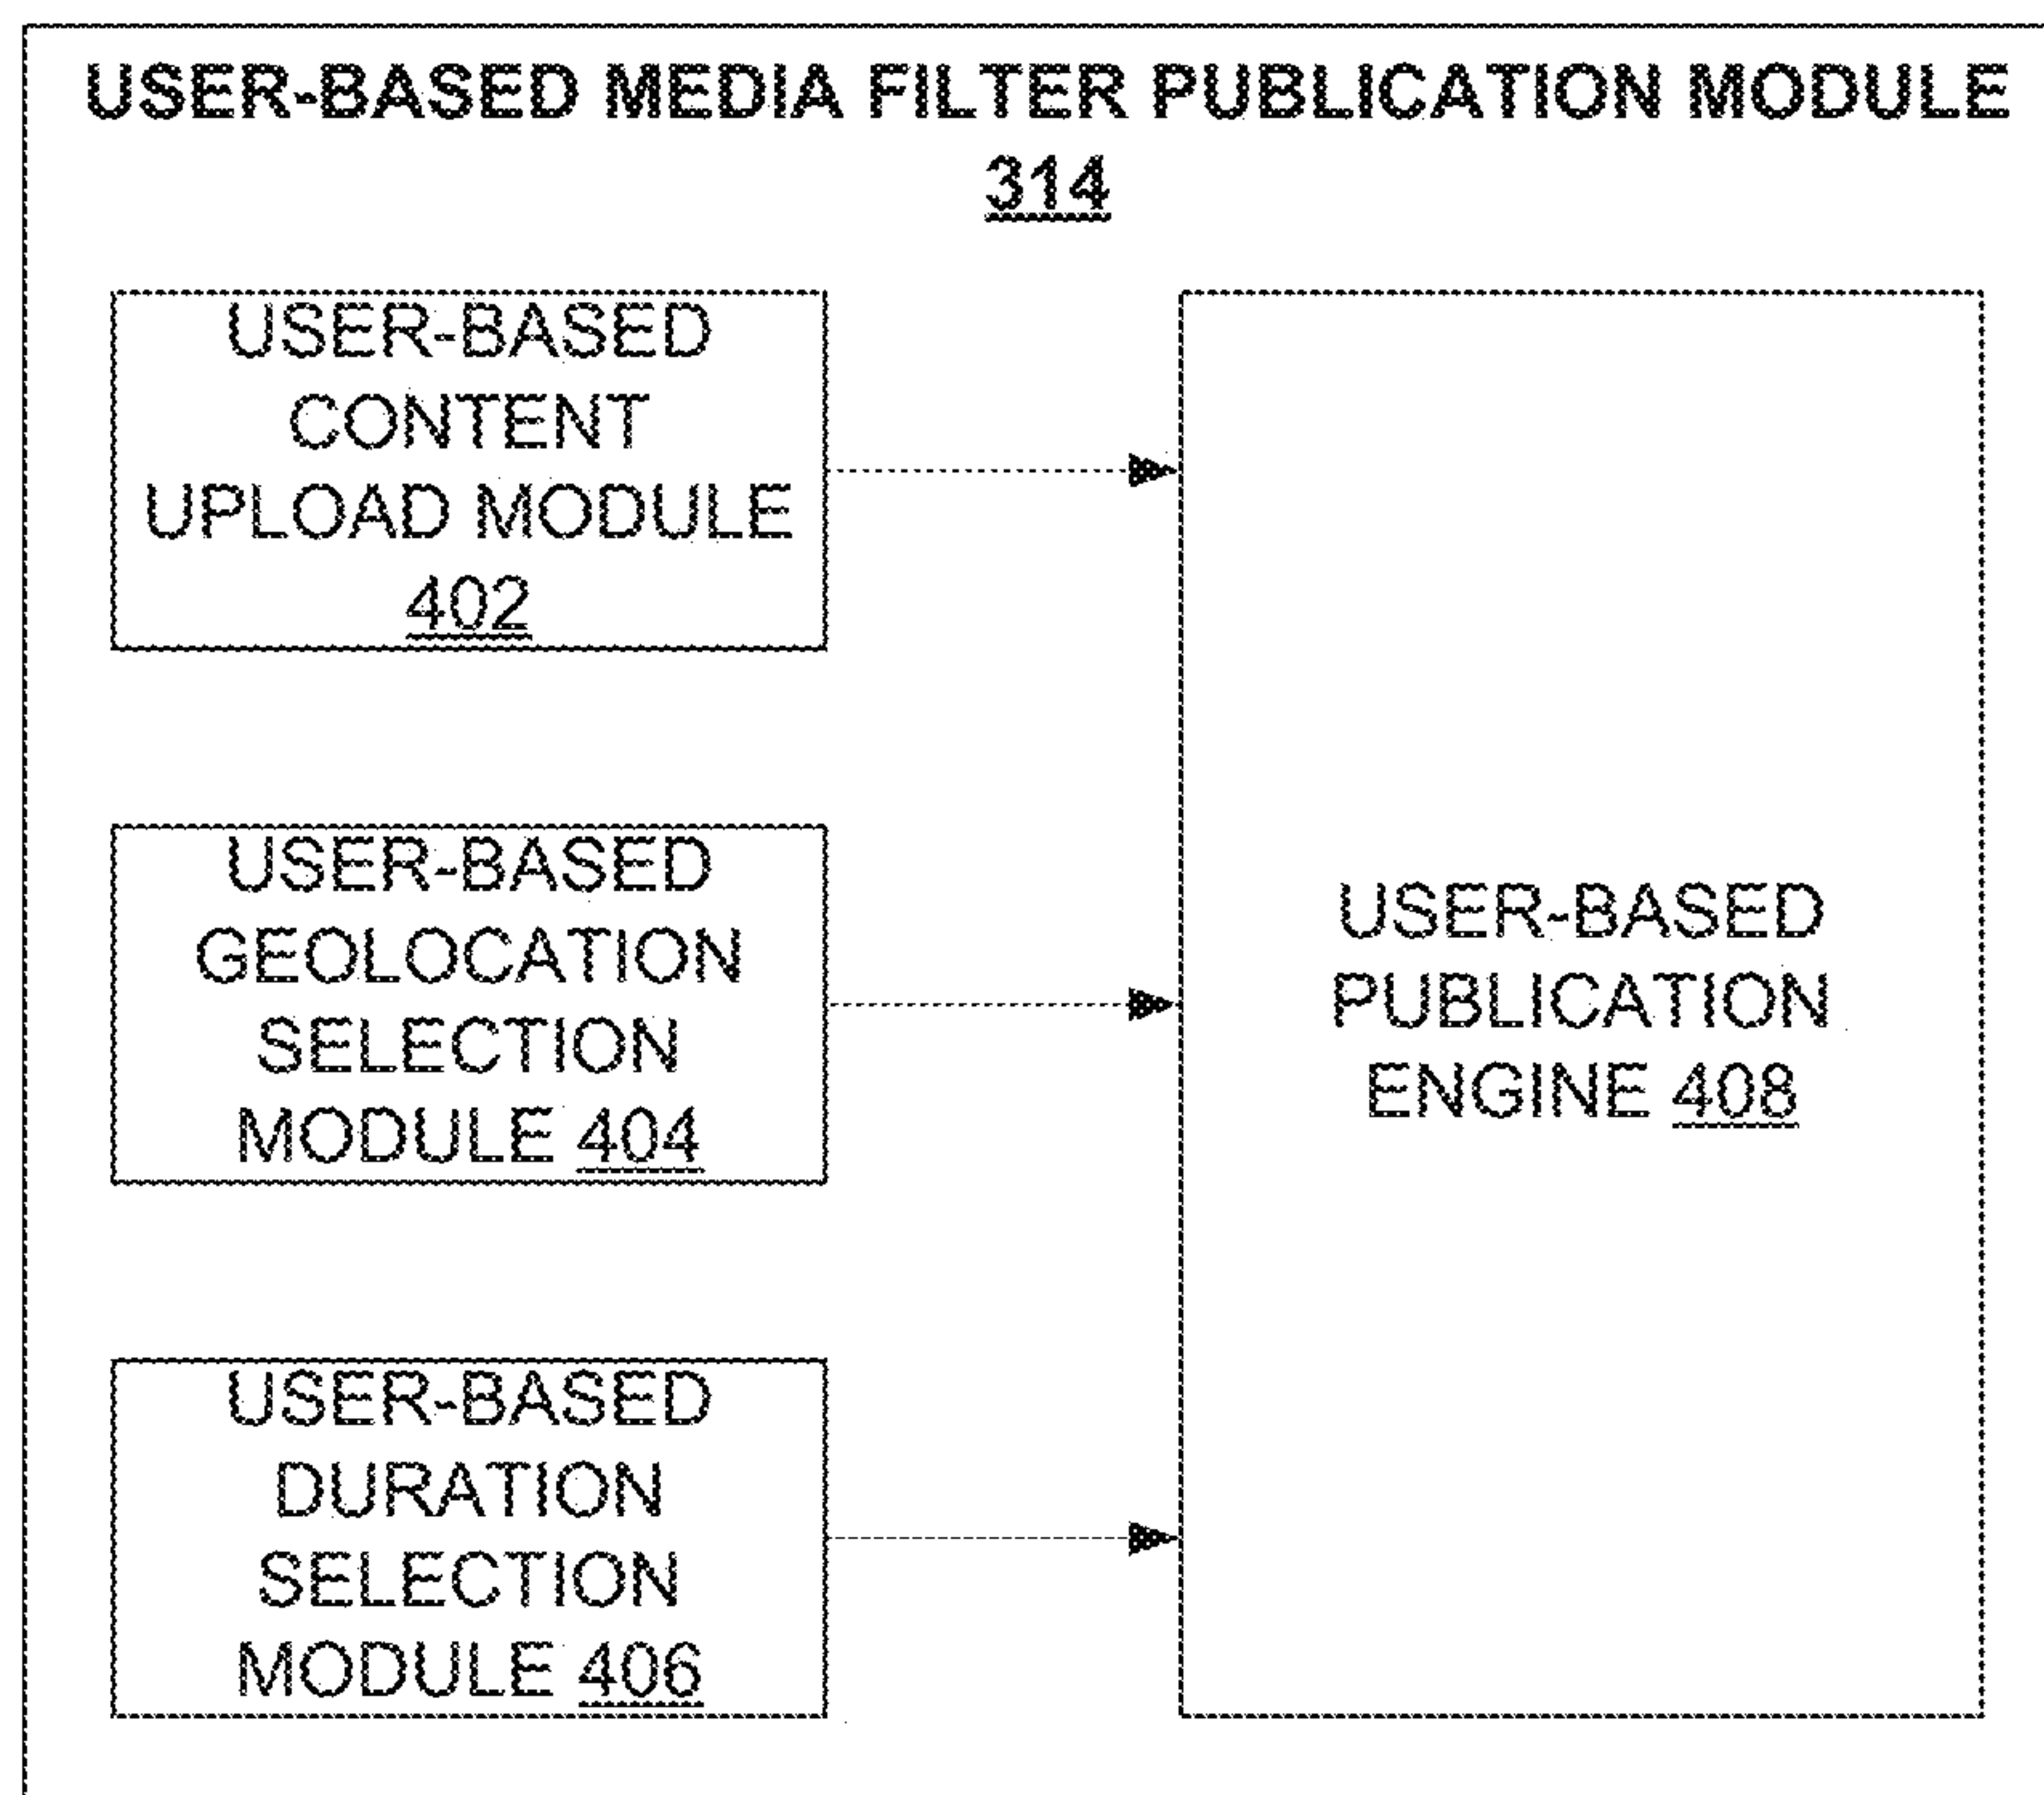 USER-BASED MEDIA FILTER PUBLICATION MODULE
314
USER-BASED
CONTENT
UPLOAD MODULE
402
USER-BASED
GEOLOCATION
SELECTION
MODULE 404
USER-BASED
DURATION
SELECTION
MODULE 406
USER-BASED
PUBLICATION
ENGINE 408